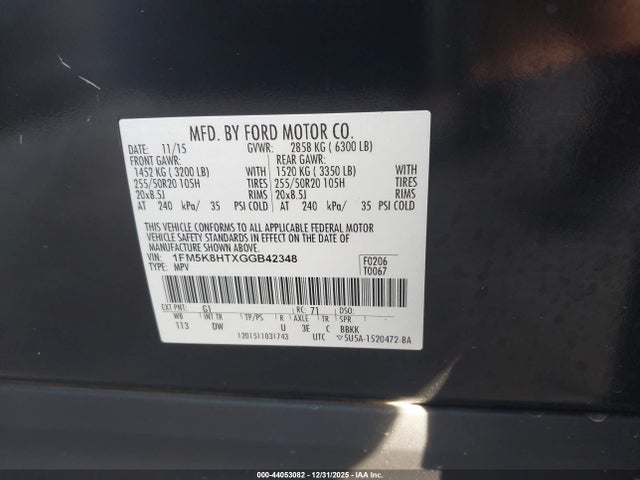 MFD. BY FORD MOTOR CO.
DATE: 11/15 GVWR: 2858 KG ( 6300 LB)
FRONT GAWR: REAR GAWR:
1452 KG ( 3200 LB) WITH 1520 KG ( 3350 LB) WITH
255/50R20 105H TIRES 255/50R20 105H TIRES
20x8.5J RIMS 20x8.5J RIMS
AT 240 kPa/ 35 PSI COLD AT 240 kPa/ 35 PSI COLD
THIS VEHICLE CONFORMS TO ALL APPLICABLE FEDERAL MOTOR
VEHICLE SAFETY AND THEFT PREVENTION STANDARDS IN EFFECT ON THE DATE OF
MANUFACTURE SHOWN ABOVE.
VIN: 1FM5K8HTXGGB42348 F0206
TYPE: MPV T0067
EXT PNT: G1 RC: 71 DSO:
WB INT TR TP/PS R AXLE TR SPR
113 DW U 3E C BBKK
1201511031743 UTC 5U5A-1520472-BA
000-44053082 - 12/31/2025 - IAA Inc.